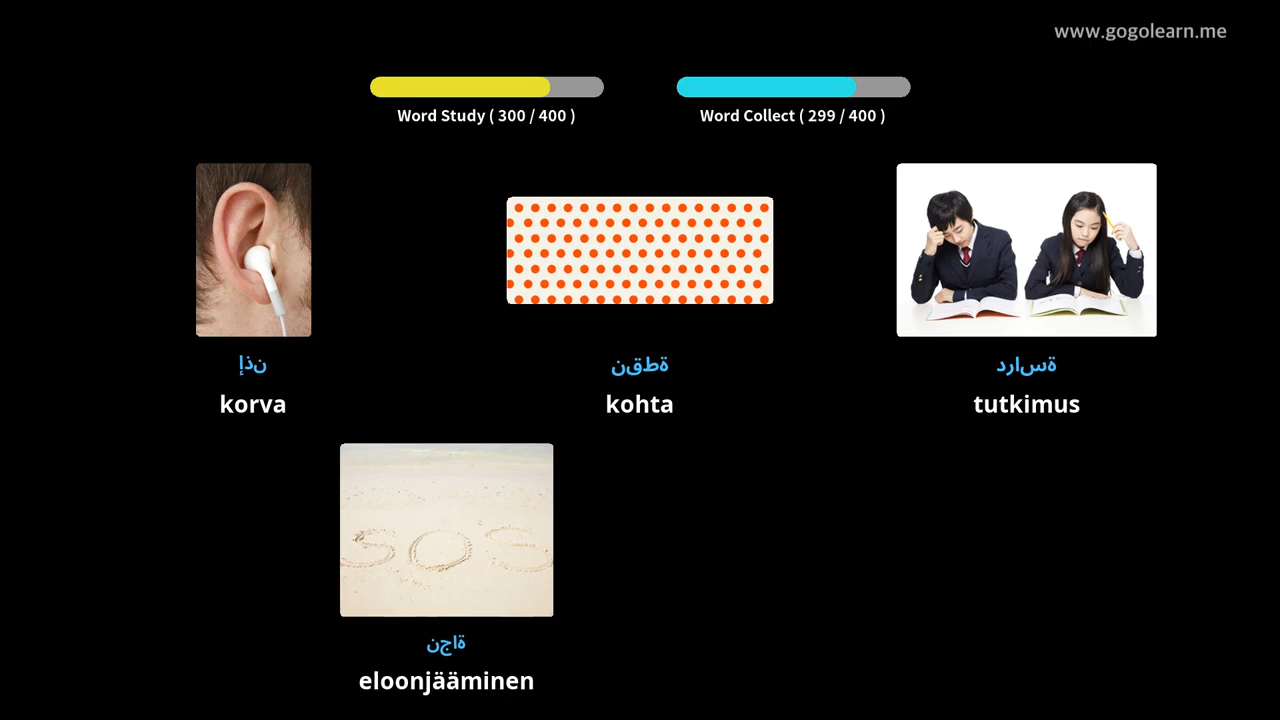 www.gogolearn.me
Word Study ( 300 / 400 )
Word Collect ( 299 / 400 )
نذإ
korva
ةطقن
kohta
ةسارد
tutkimus
SOS
ةاجن
eloonjääminen